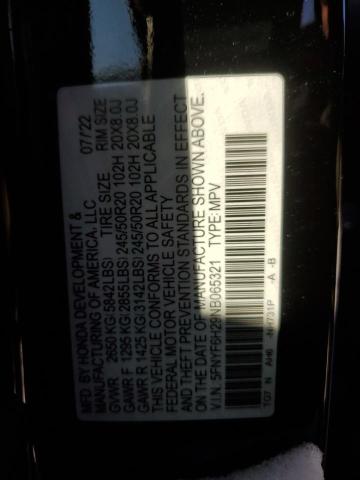 MFD. BY HONDA DEVELOPMENT & 07/22
MANUFACTURING OF AMERICA, LLC
GVWR 2650 KG(5842LBS) TIRE SIZE RIM SIZE
GAWR F 1295 KG(2855LBS) 245/50R20 102H 20X8.0J
GAWR R 1425 KG(3142LBS) 245/50R20 102H 20X8.0J
THIS VEHICLE CONFORMS TO ALL APPLICABLE
FEDERAL MOTOR VEHICLE SAFETY
AND THEFT PREVENTION STANDARDS IN EFFECT
ON THE DATE OF MANUFACTURE SHOWN ABOVE.
V.I.N. 5FNYF6H29NB065321 TYPE: MPV
TG7 N AH6 -NH731P -A -B